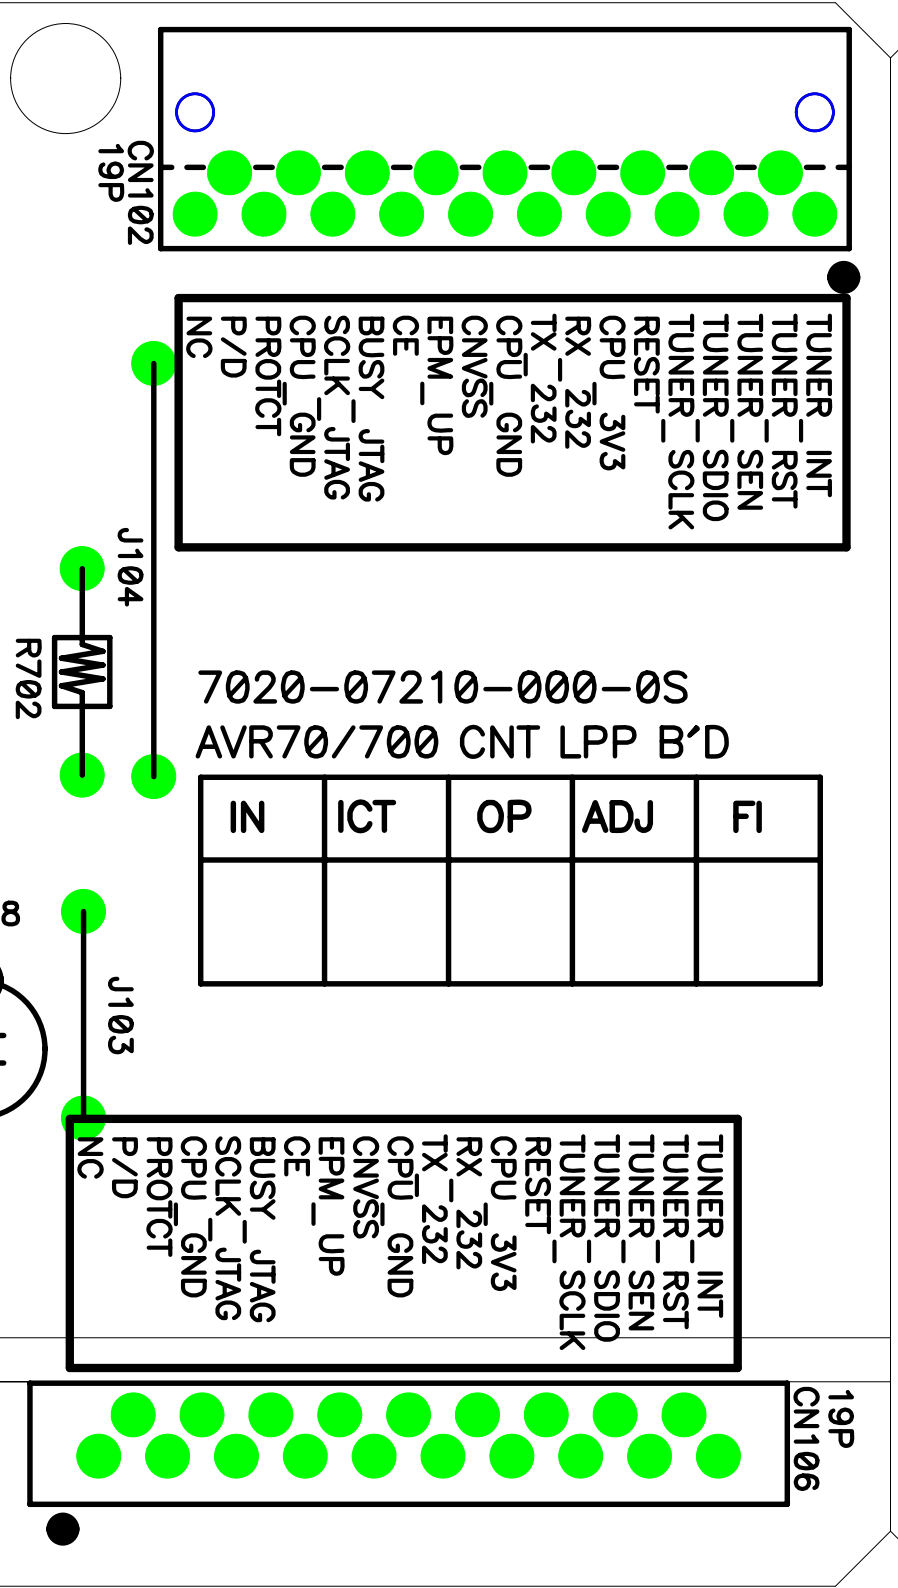 CN102
19P
TUNER_INT
TUNER_RST
TUNER_SEN
TUNER_SDIO
TUNER_SCLK
RESET
CPU_3V3
RX_232
TX_232
CPU_GND
CNVSS
EPM_UP
CE
BUSY_JTAG
SCLK_JTAG
CPU_GND
PROTCT
P/D
NC
J104
R702
7020-07210-000-0S
AVR70/700 CNT LPP B'D
IN ICT OP ADJ FI
8
J103
TUNER_INT
TUNER_RST
TUNER_SEN
TUNER_SDIO
TUNER_SCLK
RESET
CPU_3V3
RX_232
TX_232
CPU_GND
CNVSS
EPM_UP
CE
BUSY_JTAG
SCLK_JTAG
CPU_GND
PROTCT
P/D
NC
19P
CN106